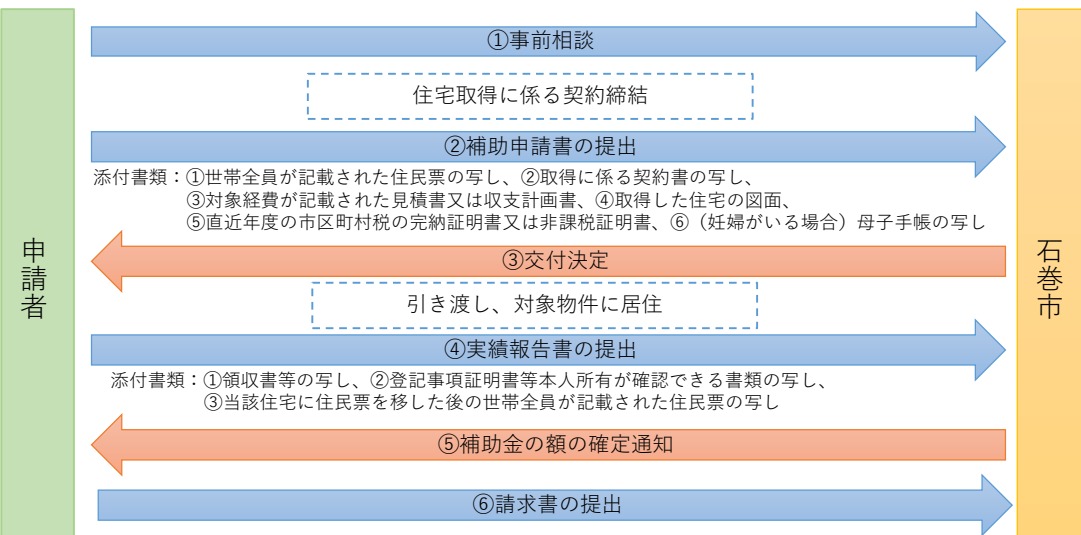 ①事前相談
住宅取得に係る契約締結
②補助申請書の提出
添付書類：①世帯全員が記載された住民票の写し、②取得に係る契約書の写し、
③対象経費が記載された見積書又は収支計画書、④取得した住宅の図面、
⑤直近年度の市区町村税の完納証明書又は非課税証明書、⑥（妊婦がいる場合）母子手帳の写し
申請者
③交付決定
石巻市
引き渡し、対象物件に居住
④実績報告書の提出
添付書類：①領収書等の写し、②登記事項証明書等本人所有が確認できる書類の写し、
③当該住宅に住民票を移した後の世帯全員が記載された住民票の写し
⑤補助金の額の確定通知
⑥請求書の提出